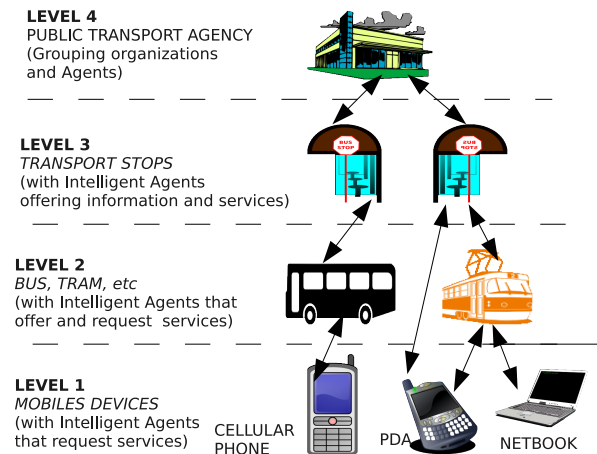 LEVEL 4
PUBLIC TRANSPORT AGENCY
(Grouping organizations
and Agents)
LEVEL 3
TRANSPORT STOPS
(with Intelligent Agents
offering information and services)
BUS
STOP
BUS
STOP
LEVEL 2
BUS, TRAM, etc
(with Intelligent Agents that
offer and request services)
LEVEL 1
MOBILES DEVICES
(with Intelligent Agents
that request services)
CELLULAR
PHONE
PDA
NETBOOK